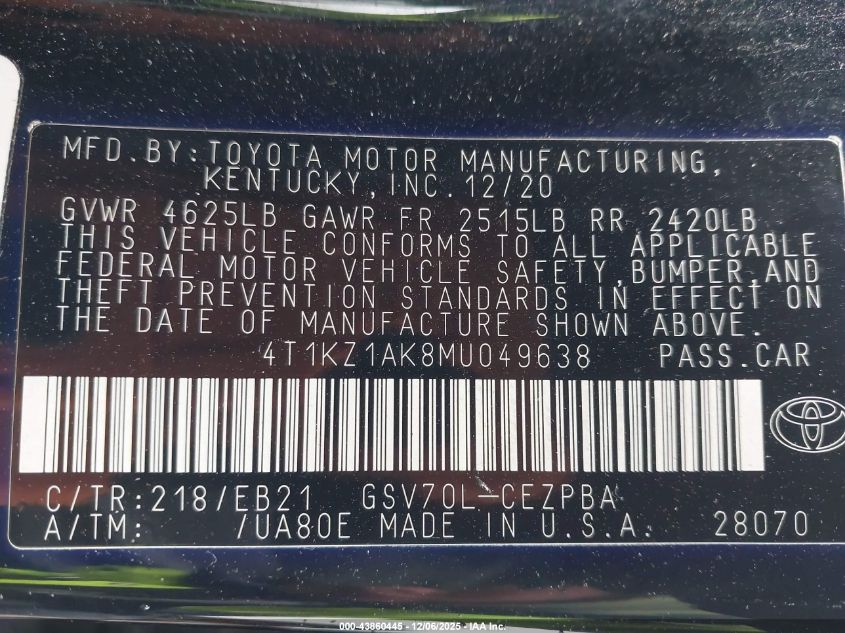 MFD.BY:TOYOTA MOTOR MANUFACTURING,
KENTUCKY,INC.12/20
GVWR 4625LB GAWR FR 2515LB RR 2420LB
THIS VEHICLE CONFORMS TO ALL APPLICABLE
FEDERAL MOTOR VEHICLE SAFETY,BUMPER,AND
THEFT PREVENTION STANDARDS IN EFFECT ON
THE DATE OF MANUFACTURE SHOWN ABOVE.
4T1KZ1AK8MU049638 PASS.CAR
C/TR:218/EB21 GSV70L-CEZPBA
A/TM: /UA80E MADE IN U.S.A. 28070
000-43860445 - 12/06/2025 - IAA Inc.